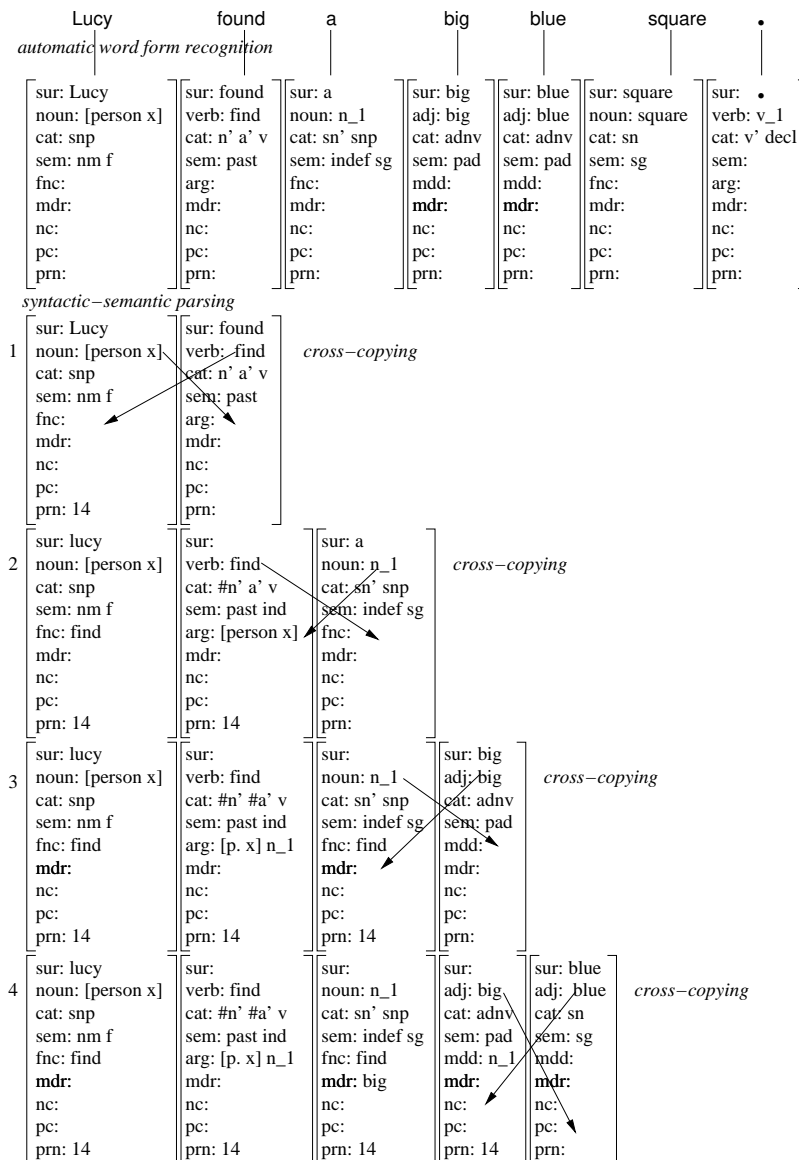 Lucy found a big blue square .
automatic word form recognition
sur: Lucy sur: found sur: a sur: big sur: blue sur: square sur: .
noun: [person x] verb: find noun: n_1 adj: big adj: blue noun: square verb: v_1
cat: snp cat: n' a' v cat: sn' snp cat: adnv cat: adnv cat: sn cat: v' decl
sem: nm f sem: past sem: indef sg sem: pad sem: pad sem: sg sem:
fnc: arg: fnc: mdd: mdd: fnc: arg:
mdr: mdr: mdr: mdr: mdr: mdr: mdr:
nc: nc: nc: nc: nc: nc: nc:
pc: pc: pc: pc: pc: pc: pc:
prn: prn: prn: prn: prn: prn: prn:
syntactic−semantic parsing
sur: Lucy sur: found
1 noun: [person x] verb: find cross−copying
cat: snp cat: n' a' v
sem: nm f sem: past
fnc: arg:
mdr: mdr:
nc: nc:
pc: pc:
prn: 14 prn:
sur: lucy sur: sur: a
2 noun: [person x] verb: find noun: n_1 cross−copying
cat: snp cat: #n' a' v cat: sn' snp
sem: nm f sem: past ind sem: indef sg
fnc: find arg: [person x] fnc:
mdr: mdr: mdr:
nc: nc: nc:
pc: pc: pc:
prn: 14 prn: 14 prn:
sur: lucy sur: sur: sur: big
3 noun: [person x] verb: find noun: n_1 adj: big cross−copying
cat: snp cat: #n' #a' v cat: sn' snp cat: adnv
sem: nm f sem: past ind sem: indef sg sem: pad
fnc: find arg: [p. x] n_1 fnc: find mdd:
mdr: mdr: mdr: mdr:
nc: nc: nc: nc:
pc: pc: pc: pc:
prn: 14 prn: 14 prn: 14 prn:
sur: lucy sur: sur: sur: sur: blue
4 noun: [person x] verb: find noun: n_1 adj: big adj: blue cross−copying
cat: snp cat: #n' #a' v cat: sn' snp cat: adnv cat: sn
sem: nm f sem: past ind sem: indef sg sem: pad sem: sg
fnc: find arg: [p. x] n_1 fnc: find mdd: n_1 mdd:
mdr: mdr: mdr: big mdr: mdr:
nc: nc: nc: nc: nc:
pc: pc: pc: pc: pc:
prn: 14 prn: 14 prn: 14 prn: 14 prn: